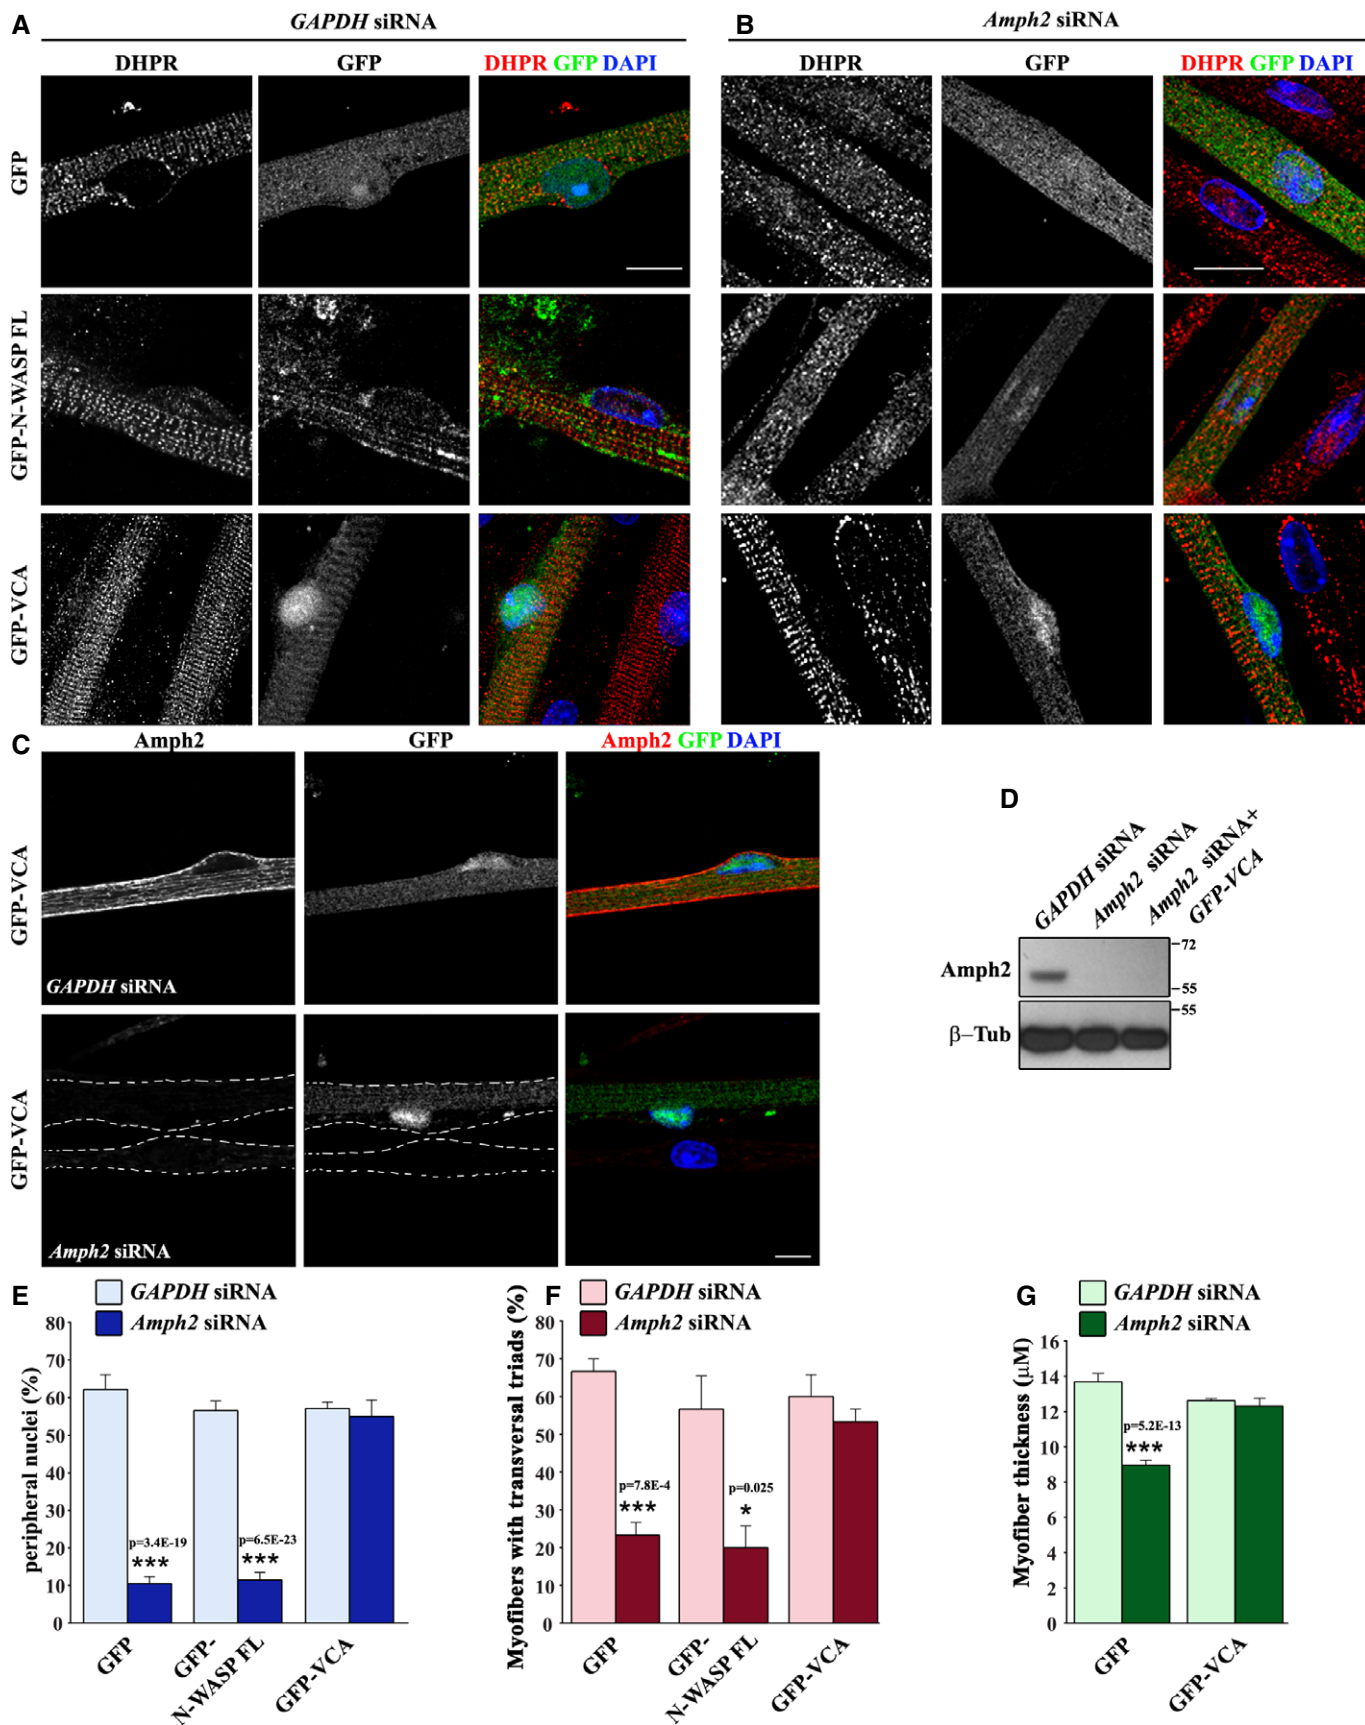 A
GAPDH siRNA
B
Amph2 siRNA
DHPR
GFP
DHPR GFP DAPI
DHPR
GFP
DHPR GFP DAPI
GFP
GFP-N-WASP FL
GFP-VCA
C
Amph2
GFP
Amph2 GFP DAPI
GFP-VCA
GAPDH siRNA
GFP-VCA
Amph2 siRNA
D
GAPDH siRNA
Amph2 siRNA
Amph2 siRNA+
GFP-VCA
Amph2
72
55
55
β–Tub
E
GAPDH siRNA
Amph2 siRNA
peripheral nuclei (%)
80
70
60
50
40
30
20
10
0
p=3.4E-19
***
p=6.5E-23
***
GFP
GFP-
N-WASP FL
GFP-VCA
F
GAPDH siRNA
Amph2 siRNA
Myofibers with transversal triads (%)
80
70
60
50
40
30
20
10
0
p=7.8E-4
***
p=0.025
*
GFP
GFP-
N-WASP FL
GFP-VCA
G
GAPDH siRNA
Amph2 siRNA
Myofiber thickness (µM)
16
14
12
10
8
6
4
2
0
p=5.2E-13
***
GFP
GFP-VCA